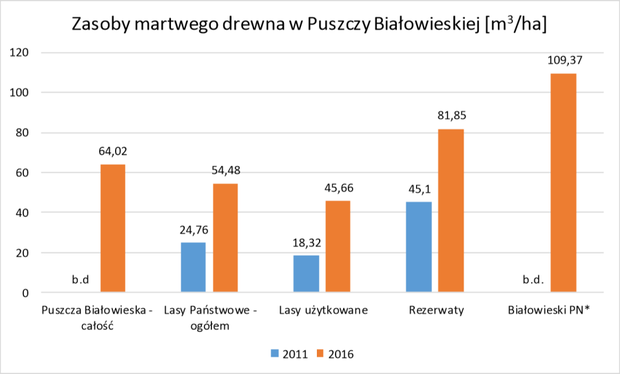 Zasoby martwego drewna w Puszczy Białowieskiej [m³/ha]
120
100
80
60
40
20
0
b.d
64,02
24,76
54,48
18,32
45,66
45,1
81,85
b.d.
109,37
Puszcza Białowieska -
całość
Lasy Państwowe -
ogółem
Lasy użytkowane
Rezerwaty
Białowieski PN*
2011
2016